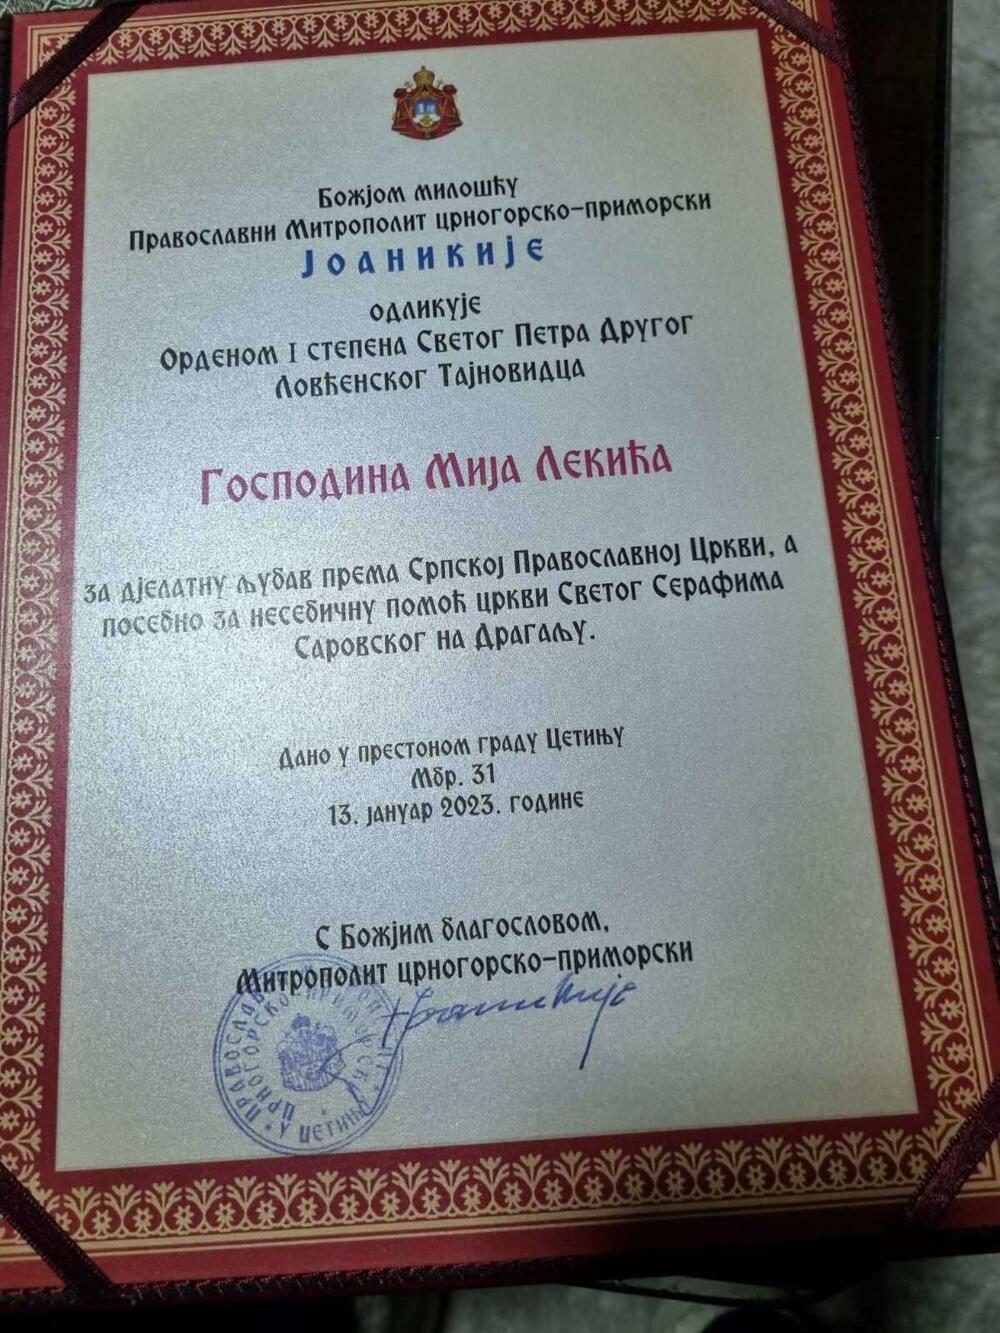 Божјом милошћу
Православни Митрополит црногорско-приморски
Јоаникије
одликује
Орденом I степена Светог Петра Другог
Ловћенског Тајновидца
Господина Мија Лекића
за дјелатну љубав према Српској Православној Цркви, а
посебно за несебичну помоћ цркви Светог Серафима
Саровског на Драгаљу.
Дано у престоном граду Цетињу
Мбр. 31
13. јануар 2023. године
С Божјим благословом,
Митрополит црногорско-приморски